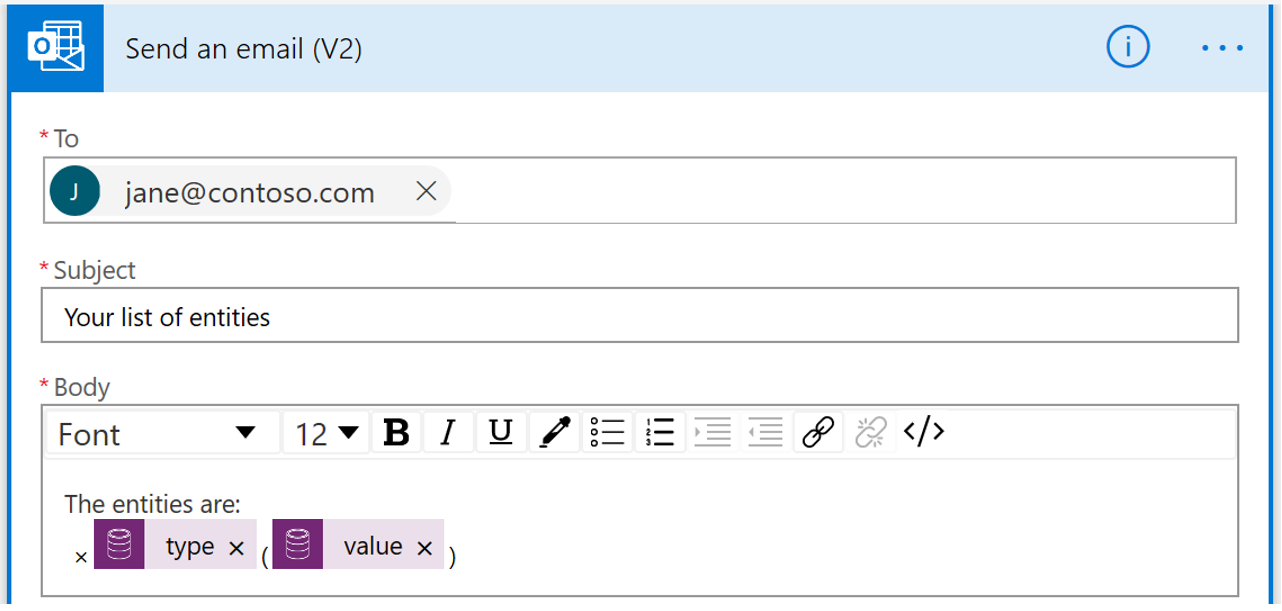 Send an email (V2)
* To
J jane@contoso.com
* Subject
Your list of entities
* Body
Font 12 B I U </>
The entities are:
× type × ( value × )